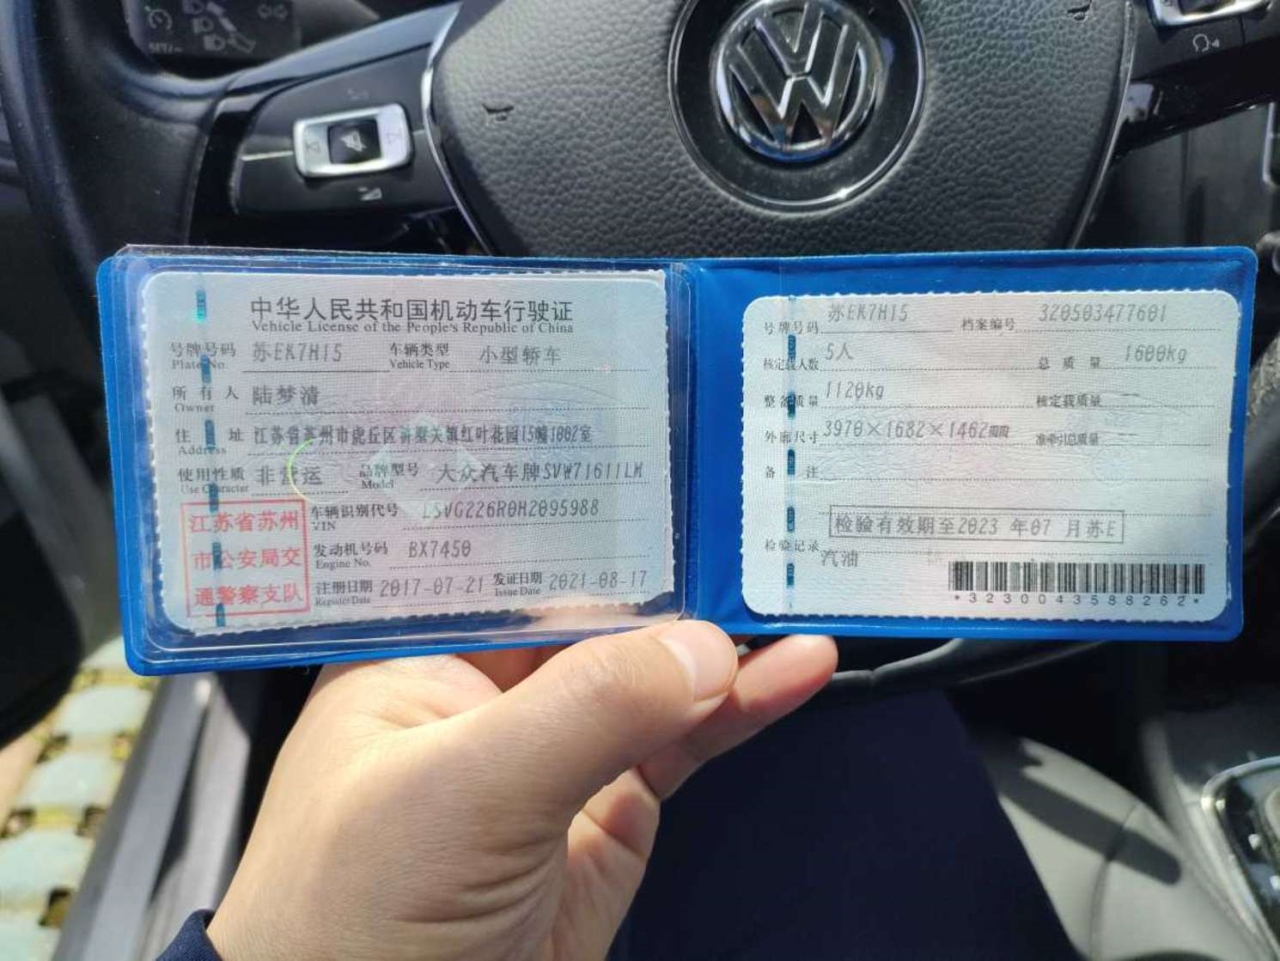 中华人民共和国机动车行驶证
Vehicle License of the People's Republic of China
号牌号码 苏EK7H15 车辆类型 小型轿车
Plate No. Vehicle Type
所有人 陆梦清
Owner
住址 江苏省苏州市虎丘区浒墅关镇红叶花园15幢1002室
Address
使用性质 非营运 品牌型号 大众汽车牌SVW71611LM
Use Character Model
江苏省苏州
市公安局交
通警察支队
车辆识别代号 LSVG226R0H2095988
VIN
发动机号码 BX7450
Engine No.
注册日期 2017-07-21 发证日期 2021-08-17
Register Date Issue Date
号牌号码 苏EK7H15 档案编号 320503477601
核定载人数 5人 总质量 1600kg
整备质量 1120kg 核定载质量 --
外廓尺寸 3970×1682×1462 准牵引总质量 --
备注
检验有效期至2023 年07 月苏E
检验记录
汽油
*3230043588262*